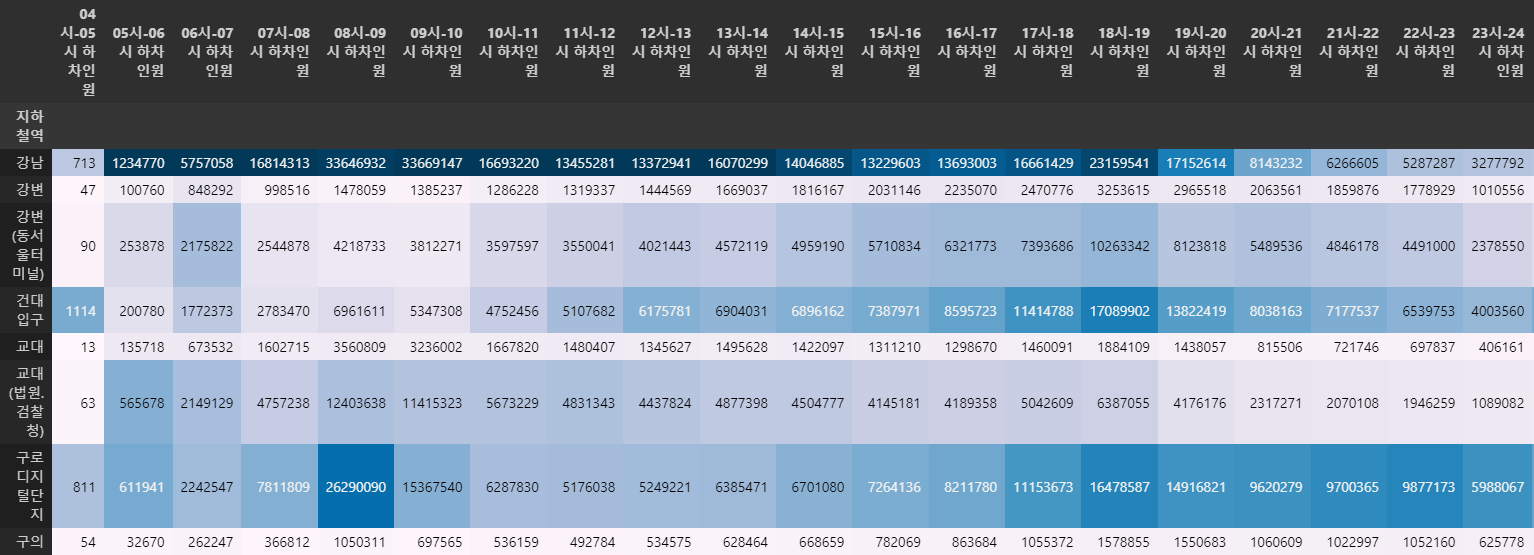 04시-05시 하차인원 05시-06시 하차인원 06시-07시 하차인원 07시-08시 하차인원 08시-09시 하차인원 09시-10시 하차인원 10시-11시 하차인원 11시-12시 하차인원 12시-13시 하차인원 13시-14시 하차인원 14시-15시 하차인원 15시-16시 하차인원 16시-17시 하차인원 17시-18시 하차인원 18시-19시 하차인원 19시-20시 하차인원 20시-21시 하차인원 21시-22시 하차인원 22시-23시 하차인원 23시-24시 하차인원
지하철역
강남 713 1234770 5757058 16814313 33646932 33669147 16693220 13455281 13372941 16070299 14046885 13229603 13693003 16661429 23159541 17152614 8143232 6266605 5287287 3277792
강변 47 100760 848292 998516 1478059 1385237 1286228 1319337 1444569 1669037 1816167 2031146 2235070 2470776 3253615 2965518 2063561 1859876 1778929 1010556
강변(동서울터미널) 90 253878 2175822 2544878 4218733 3812271 3597597 3550041 4021443 4572119 4959190 5710834 6321773 7393686 10263342 8123818 5489536 4846178 4491000 2378550
건대입구 1114 200780 1772373 2783470 6961611 5347308 4752456 5107682 6175781 6904031 6896162 7387971 8595723 11414788 17089902 13822419 8038163 7177537 6539753 4003560
교대 13 135718 673532 1602715 3560809 3236002 1667820 1480407 1345627 1495628 1422097 1311210 1298670 1460091 1884109 1438057 815506 721746 697837 406161
교대(법원.검찰청) 63 565678 2149129 4757238 12403638 11415323 5673229 4831343 4437824 4877398 4504777 4145181 4189358 5042609 6387055 4176176 2317271 2070108 1946259 1089082
구로디지털단지 811 611941 2242547 7811809 26290090 15367540 6287830 5176038 5249221 6385471 6701080 7264136 8211780 11153673 16478587 14916821 9620279 9700365 9877173 5988067
구의 54 32670 262247 366812 1050311 697565 536159 492784 534575 628464 668659 782069 863684 1055372 1578855 1550683 1060609 1022997 1052160 625778